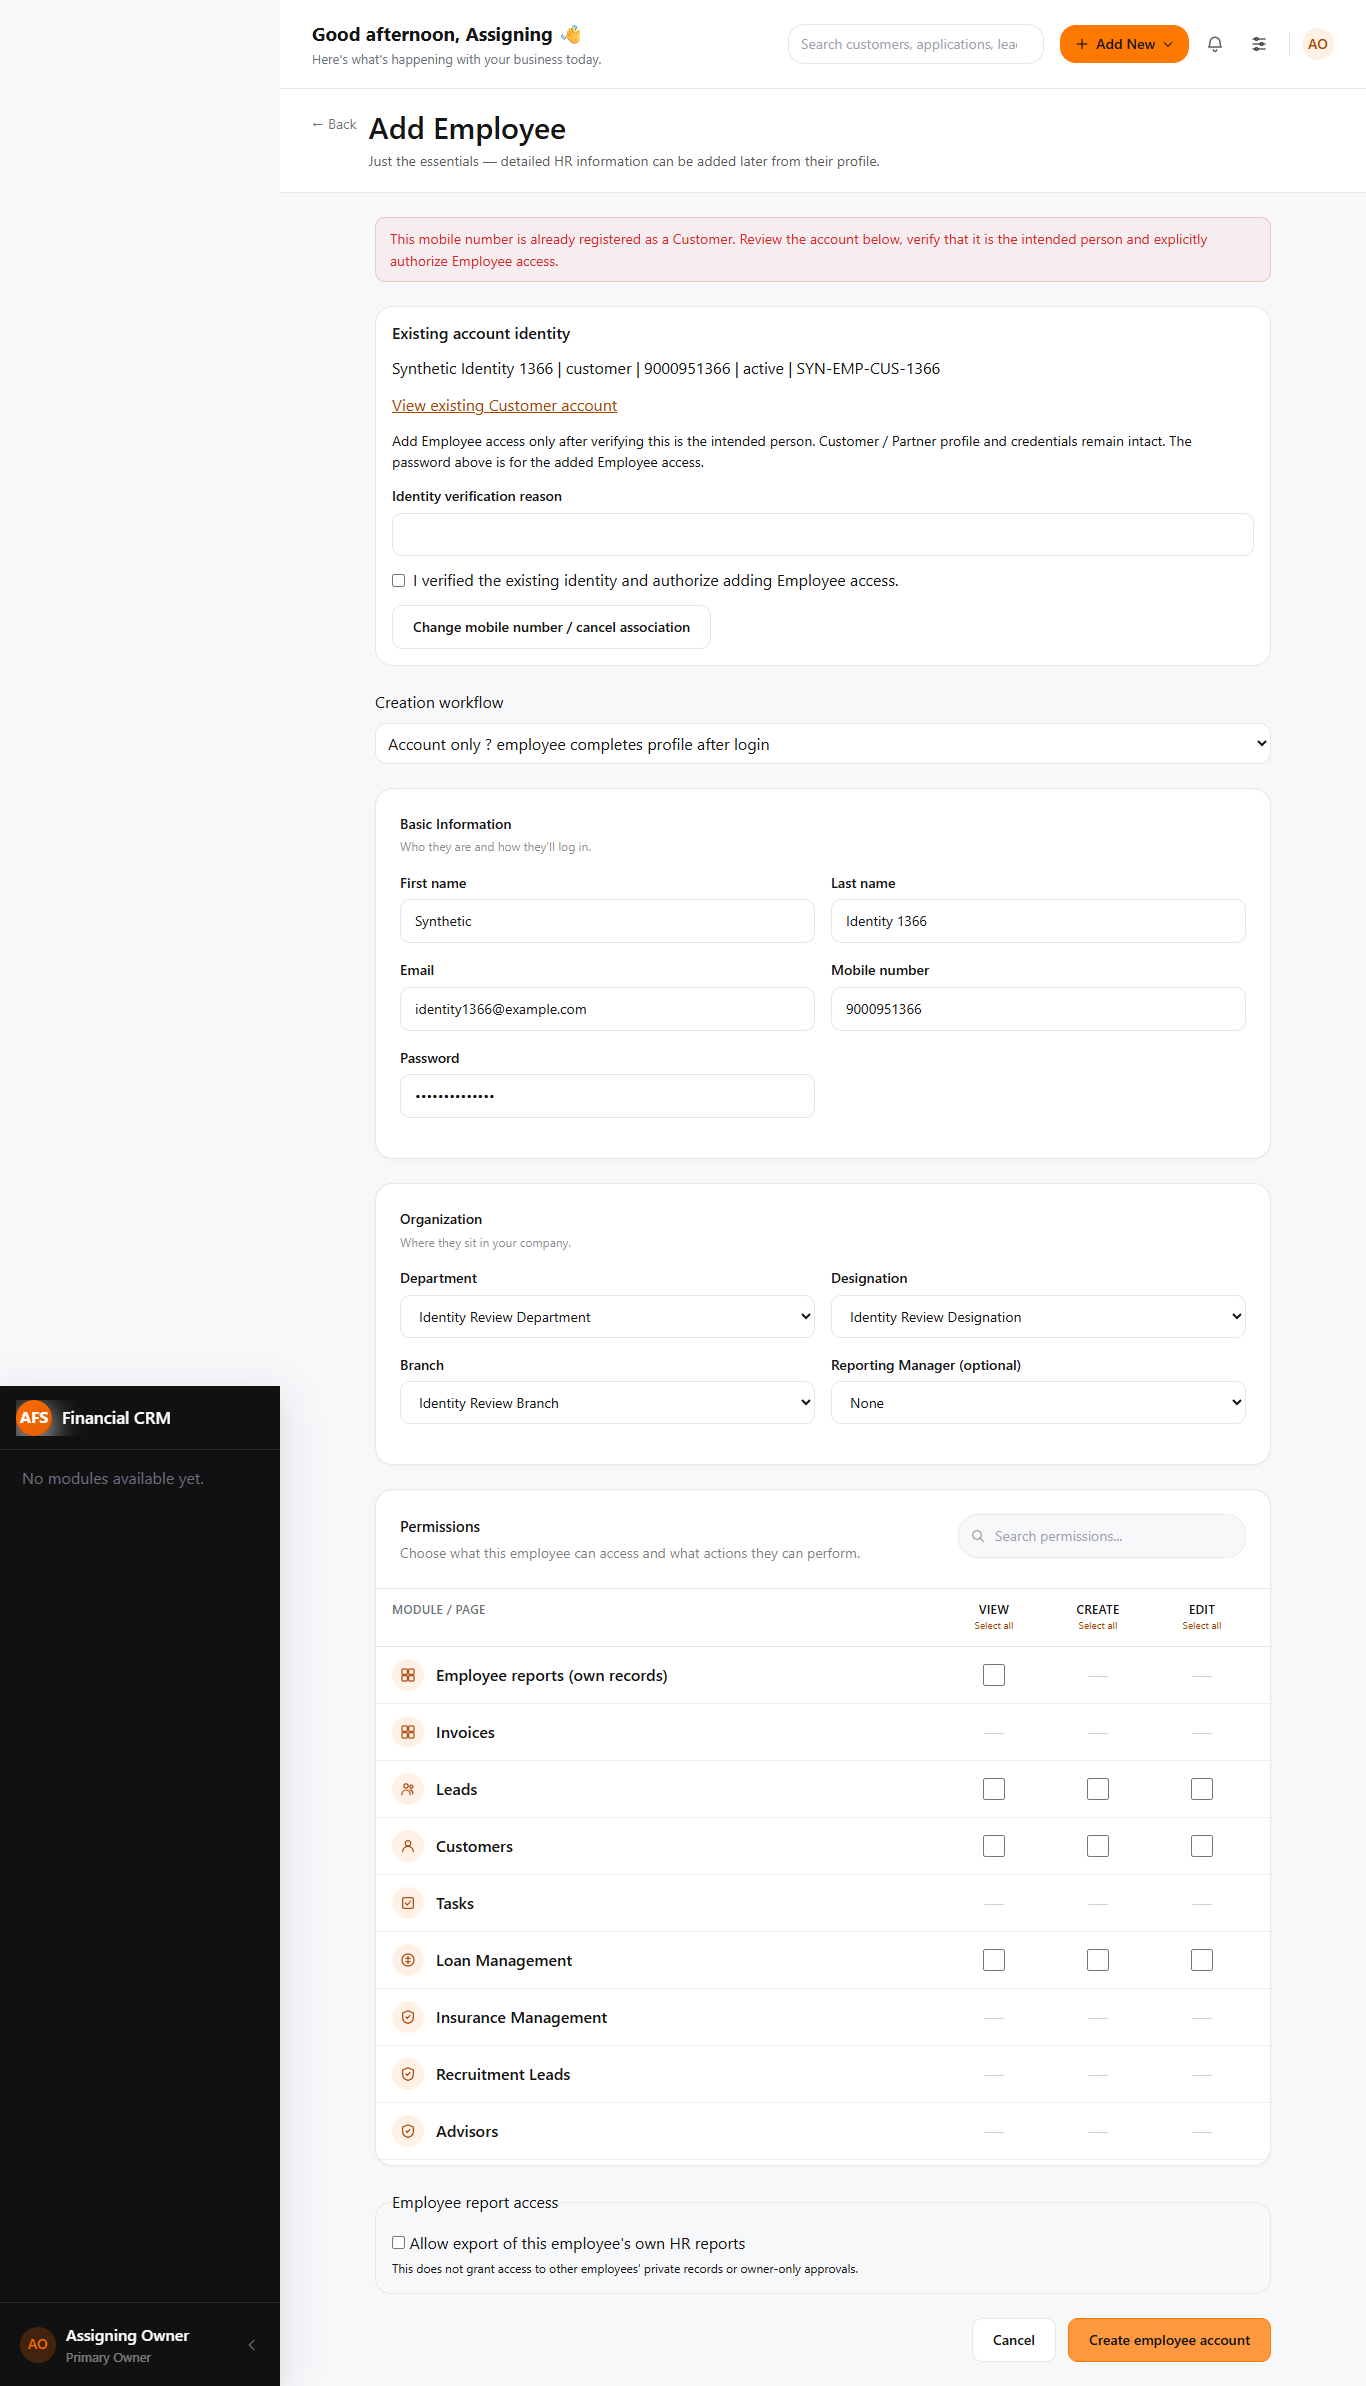 Good afternoon, Assigning 👋
Here's what's happening with your business today.
Search customers, applications, lea
+ Add New
AO
← Back
Add Employee
Just the essentials — detailed HR information can be added later from their profile.
This mobile number is already registered as a Customer. Review the account below, verify that it is the intended person and explicitly
authorize Employee access.
Existing account identity
Synthetic Identity 1366 | customer | 9000951366 | active | SYN-EMP-CUS-1366
View existing Customer account
Add Employee access only after verifying this is the intended person. Customer / Partner profile and credentials remain intact. The
password above is for the added Employee access.
Identity verification reason
I verified the existing identity and authorize adding Employee access.
Change mobile number / cancel association
Creation workflow
Account only ? employee completes profile after login
Basic Information
Who they are and how they'll log in.
First name
Last name
Synthetic
Identity 1366
Email
Mobile number
identity1366@example.com
9000951366
Password
••••••••••••••
Organization
Where they sit in your company.
Department
Designation
Identity Review Department
Identity Review Designation
Branch
Reporting Manager (optional)
Identity Review Branch
None
AFS
Financial CRM
No modules available yet.
Permissions
Choose what this employee can access and what actions they can perform.
Search permissions...
MODULE / PAGE
VIEW
CREATE
EDIT
Select all
Select all
Select all
Employee reports (own records)
— —
Invoices
— — —
Leads
Customers
Tasks
— — —
Loan Management
Insurance Management
— — —
Recruitment Leads
— — —
Advisors
— — —
Employee report access
Allow export of this employee's own HR reports
This does not grant access to other employees' private records or owner-only approvals.
Cancel
Create employee account
AO
Assigning Owner
Primary Owner